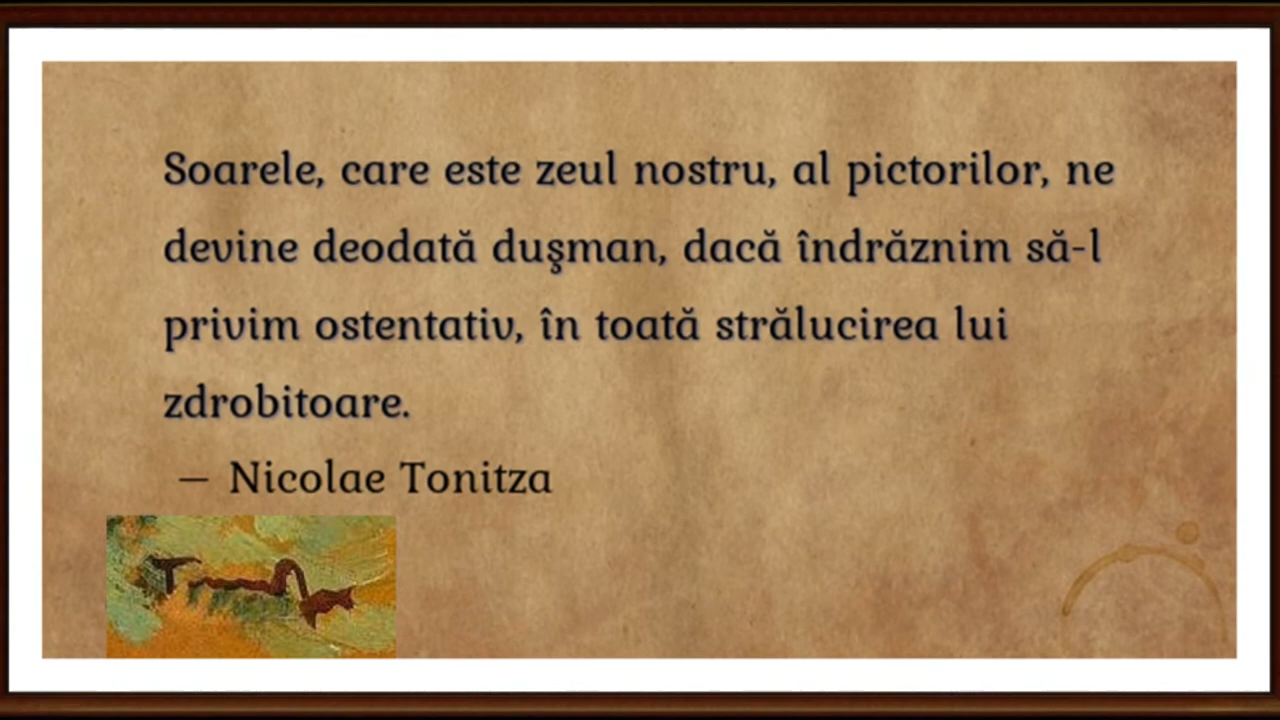 Soarele, care este zeul nostru, al pictorilor, ne
devine deodată duşman, dacă îndrăznim să-l
privim ostentativ, în toată strălucirea lui
zdrobitoare.
— Nicolae Tonitza